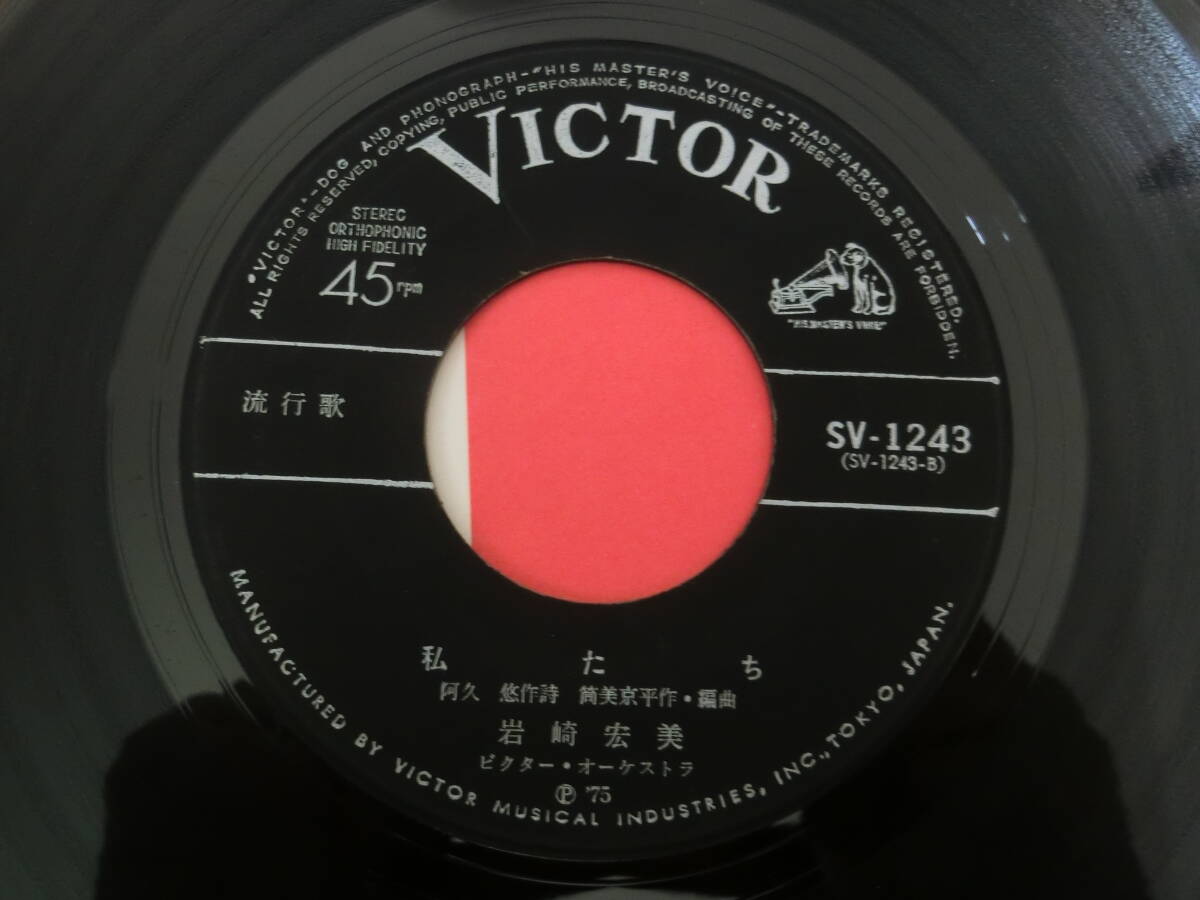 "VICTOR"-DOG AND PHONOGRAPH-"HIS MASTER'S VOICE"-TRADEMARKS REGISTERED.
ALL RIGHTS RESERVED, COPYING, PUBLIC PERFORMANCE, BROADCASTING OF THESE RECORDS ARE FORBIDDEN.
VICTOR
STEREO
ORTHOPHONIC
HIGH FIDELITY
45rpm
"HIS MASTER'S VOICE"
流行歌
SV-1243
(SV-1243-B)
私たち
阿久 悠作詩 筒美京平作・編曲
岩崎宏美
ビクター・オーケストラ
Ⓟ '75
MANUFACTURED BY VICTOR MUSICAL INDUSTRIES, INC., TOKYO, JAPAN.